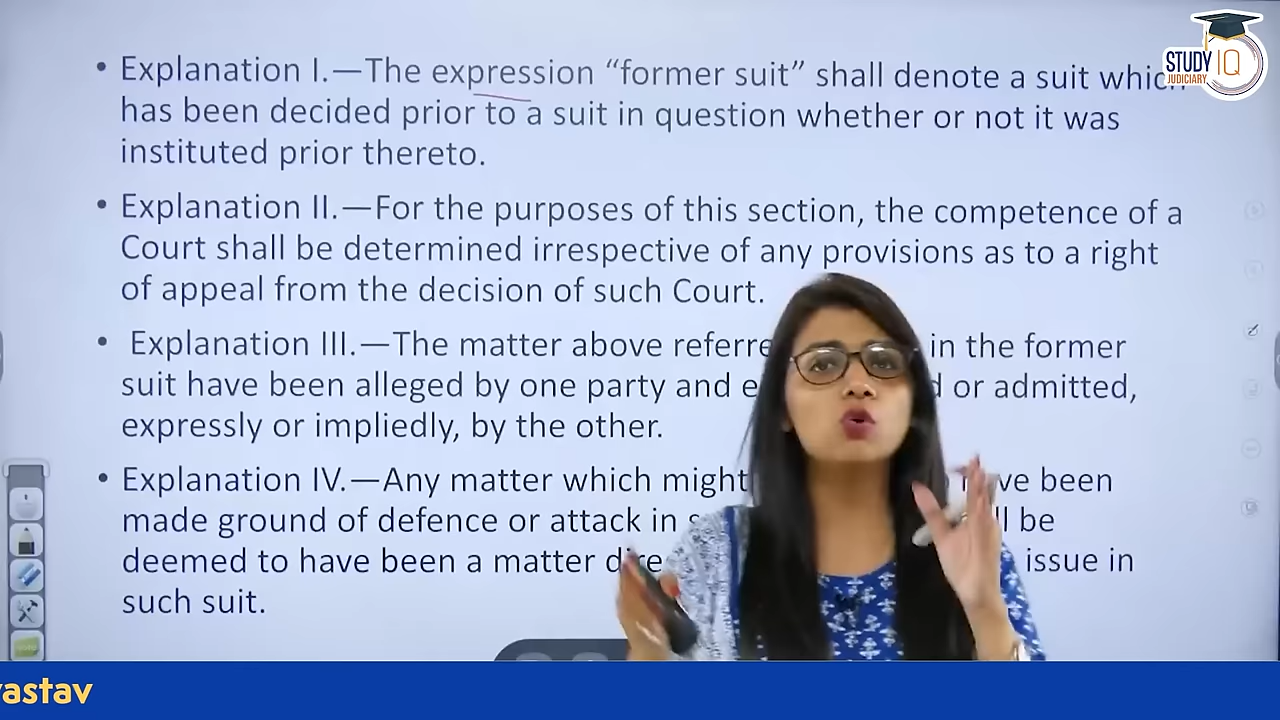 STUDY IQ
JUDICIARY
• Explanation I.—The expression “former suit” shall denote a suit which
has been decided prior to a suit in question whether or not it was
instituted prior thereto.
• Explanation II.—For the purposes of this section, the competence of a
Court shall be determined irrespective of any provisions as to a right
of appeal from the decision of such Court.
• Explanation III.—The matter above in the former
suit have been alleged by one party and or admitted,
expressly or impliedly, by the other.
• Explanation IV.—Any matter which might been
made ground of defence or attack in be
deemed to have been a matter issue in
such suit.